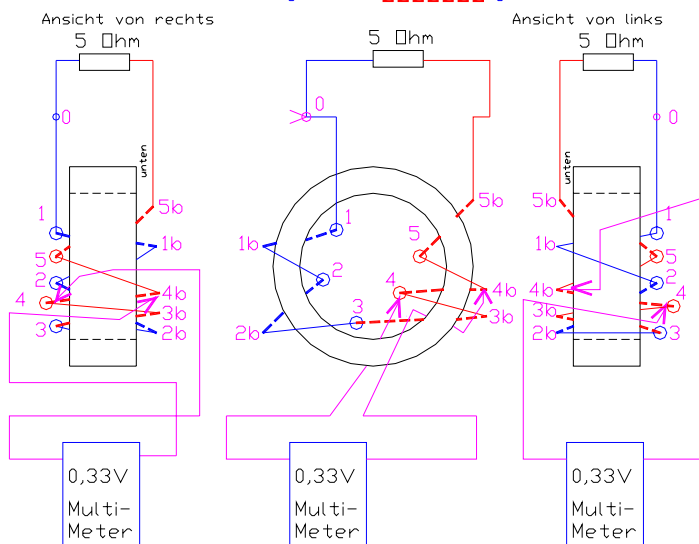 Ansicht von rechts
Ansicht von links
5 Ohm
5 Ohm
5 Ohm
0
0
0
unten
unten
5b
5b
5b
1
1
1
1b
1b
1b
5
5
5
2
2
2
4
4
4
4b
4b
4b
3b
3b
3b
3
3
3
2b
2b
2b
0,33V
Multi-
Meter
0,33V
Multi-
Meter
0,33V
Multi-
Meter